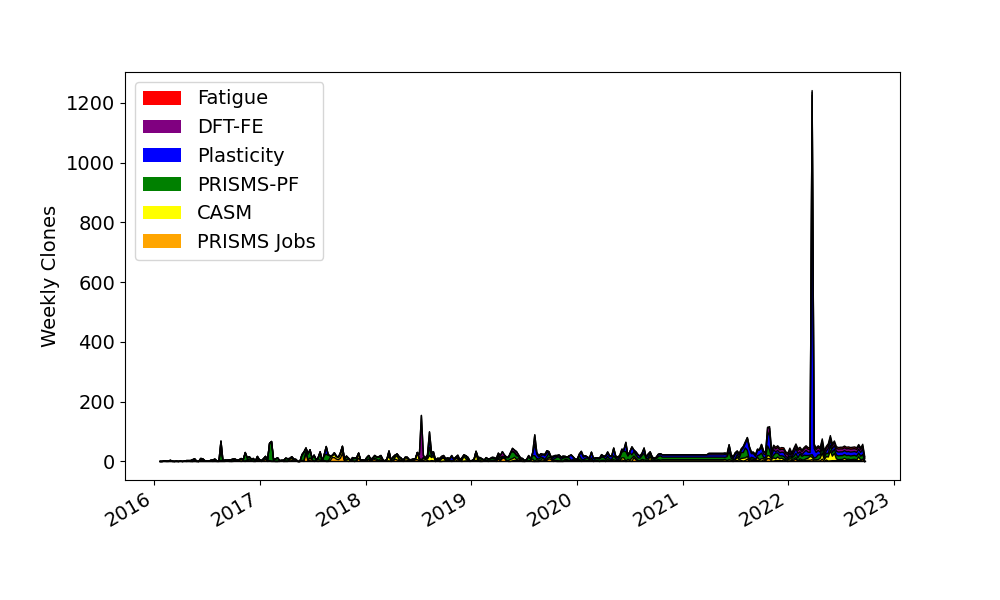 Fatigue
DFT-FE
Plasticity
PRISMS-PF
CASM
PRISMS Jobs
Weekly Clones
1200
1000
800
600
400
200
0
2016
2017
2018
2019
2020
2021
2022
2023